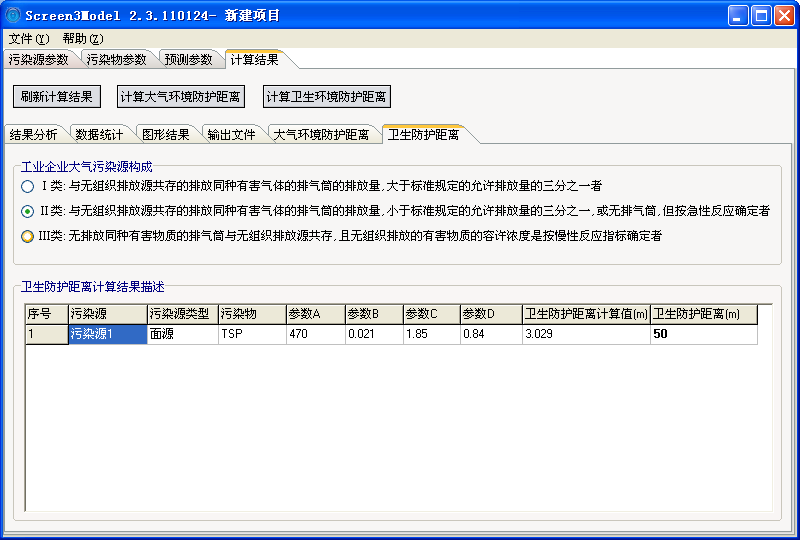 Screen3Model 2.3.110124- 新建项目
文件(Y) 帮助(Z)
污染源参数 污染物参数 预测参数 计算结果
刷新计算结果 计算大气环境防护距离 计算卫生环境防护距离
结果分析 数据统计 图形结果 输出文件 大气环境防护距离 卫生防护距离
工业企业大气污染源构成
I 类: 与无组织排放源共存的排放同种有害气体的排气筒的排放量,大于标准规定的允许排放量的三分之一者
II类: 与无组织排放源共存的排放同种有害气体的排气筒的排放量,小于标准规定的允许排放量的三分之一,或无排气筒,但按急性反应确定者
III类: 无排放同种有害物质的排气筒与无组织排放源共存,且无组织排放的有害物质的容许浓度是按慢性反应指标确定者
卫生防护距离计算结果描述
序号 污染源 污染源类型 污染物 参数A 参数B 参数C 参数D 卫生防护距离计算值(m) 卫生防护距离(m)
1 污染源1 面源 TSP 470 0.021 1.85 0.84 3.029 50